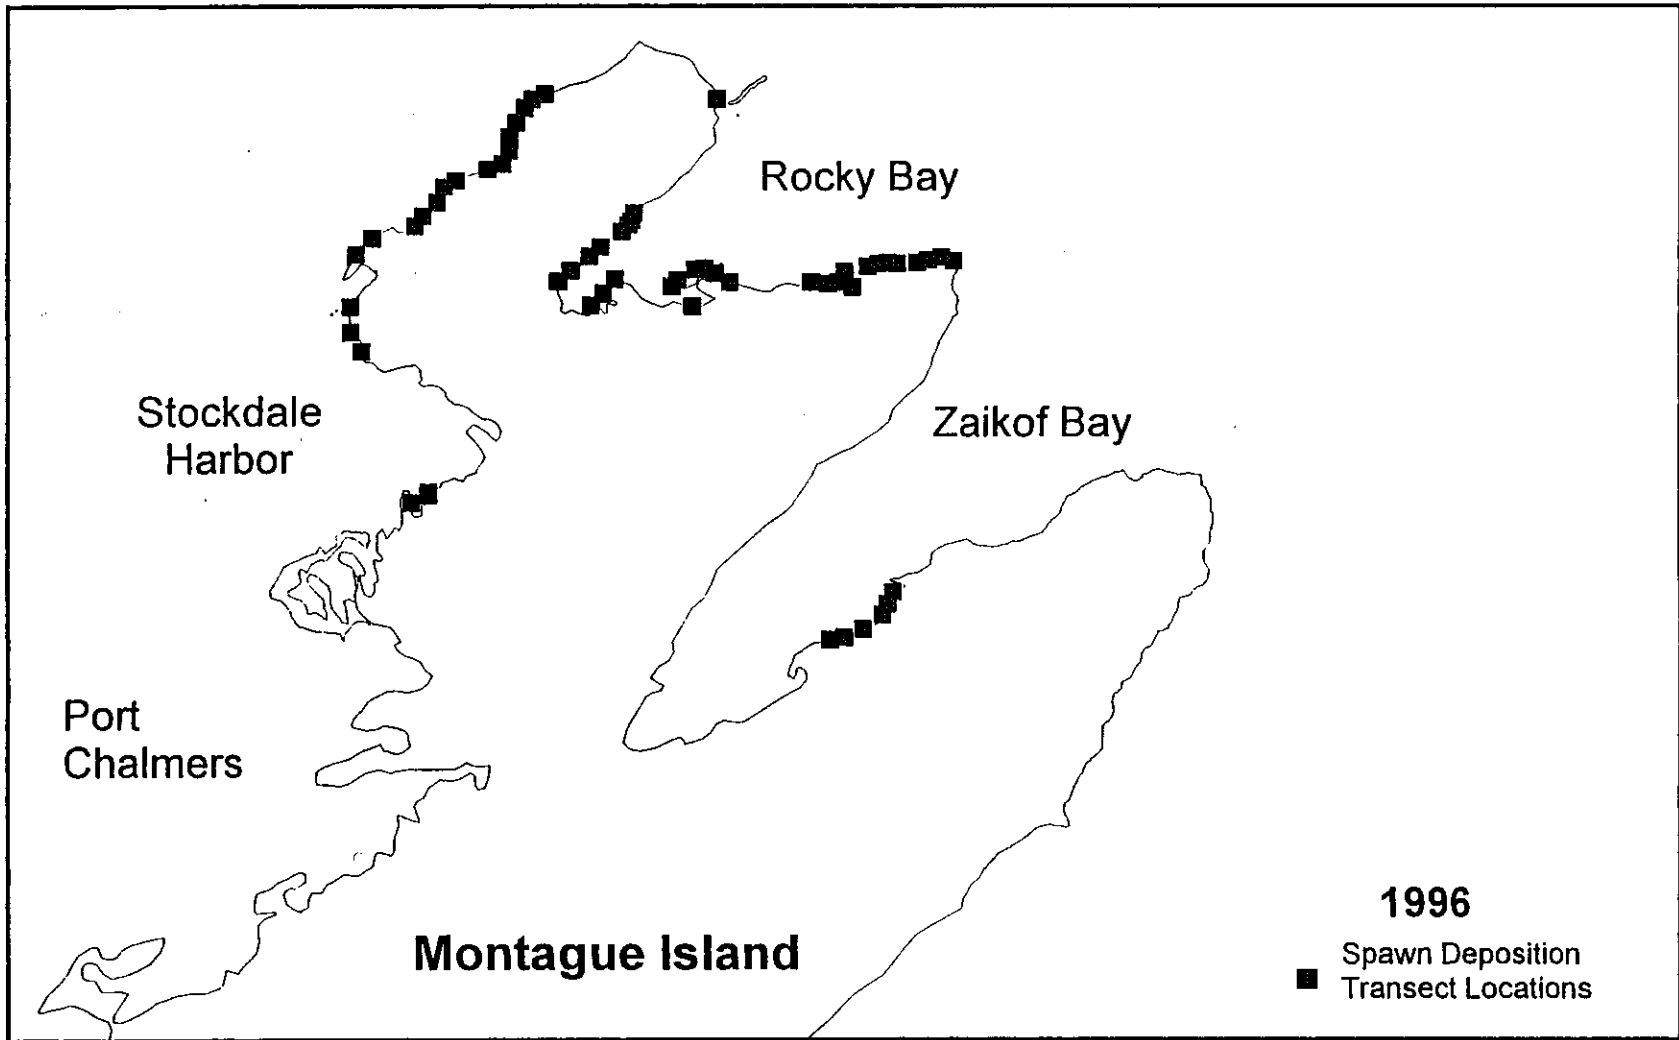 Rocky Bay
Stockdale
Harbor
Zaikof Bay
Port
Chalmers
Montague Island
1996
Spawn Deposition
Transect Locations